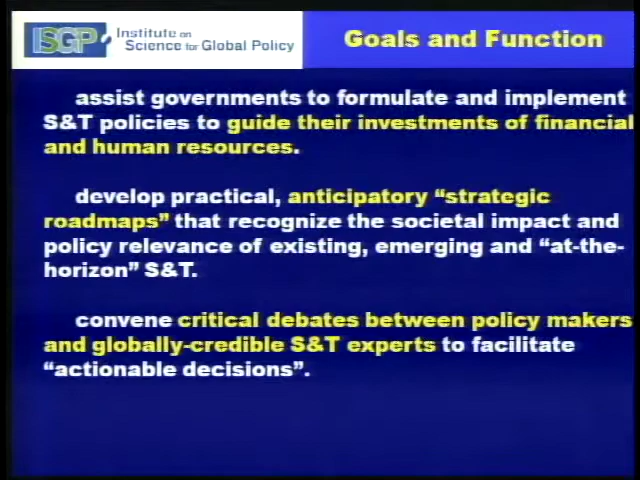 ISGP
Institute on
Science for Global Policy
Goals and Function
assist governments to formulate and implement
S&T policies to guide their investments of financial
and human resources.
develop practical, anticipatory “strategic
roadmaps” that recognize the societal impact and
policy relevance of existing, emerging and “at-the-
horizon” S&T.
convene critical debates between policy makers
and globally-credible S&T experts to facilitate
“actionable decisions”.